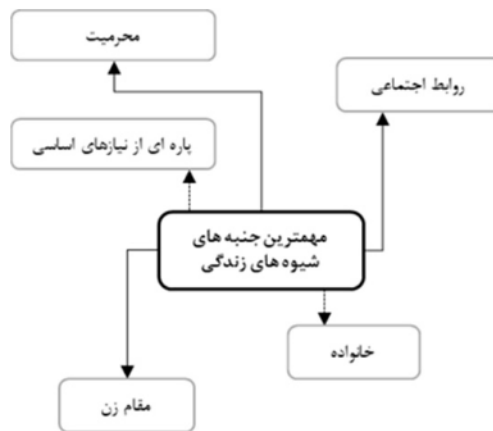 محرمیت
روابط اجتماعی
پاره ای از نیازهای اساسی
مهمترین جنبه های
شیوه های زندگی
خانواده
مقام زن